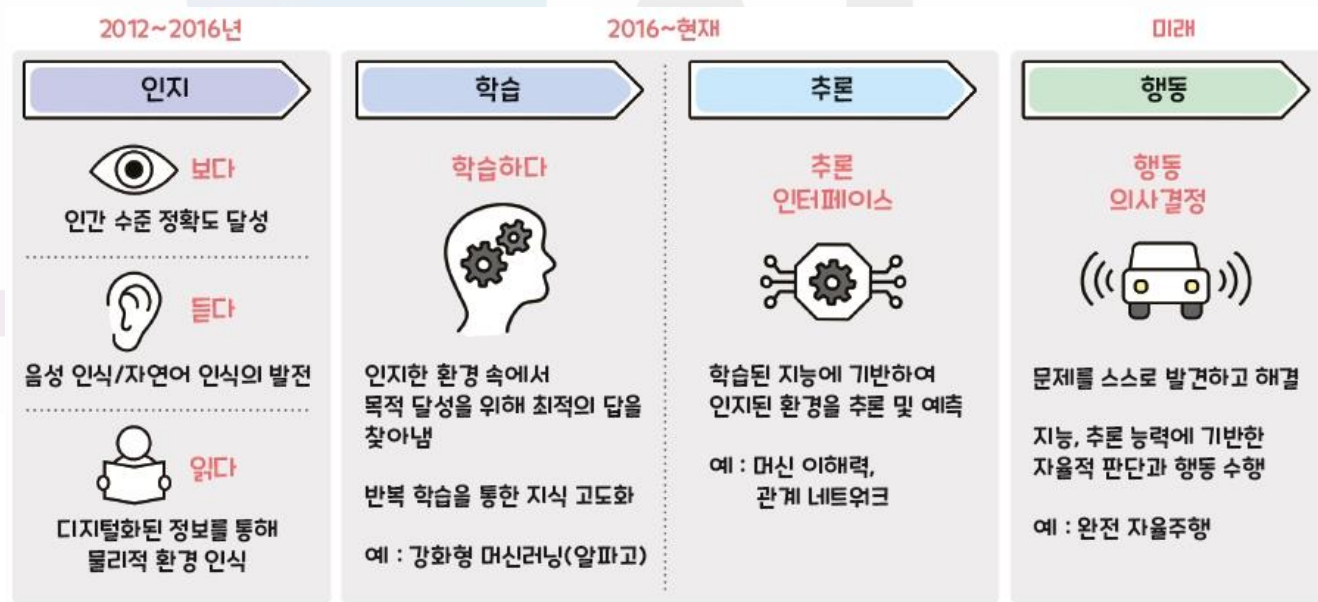 2012~2016년
2016~현재
미래
인지
보다
인간 수준 정확도 달성
듣다
음성 인식/자연어 인식의 발전
읽다
디지털화된 정보를 통해
물리적 환경 인식
학습
학습하다
인지한 환경 속에서
목적 달성을 위해 최적의 답을
찾아냄
반복 학습을 통한 지식 고도화
예 : 강화형 머신러닝(알파고)
추론
추론
인터페이스
학습된 지능에 기반하여
인지된 환경을 추론 및 예측
예 : 머신 이해력,
관계 네트워크
행동
행동
의사결정
문제를 스스로 발견하고 해결
지능, 추론 능력에 기반한
자율적 판단과 행동 수행
예 : 완전 자율주행